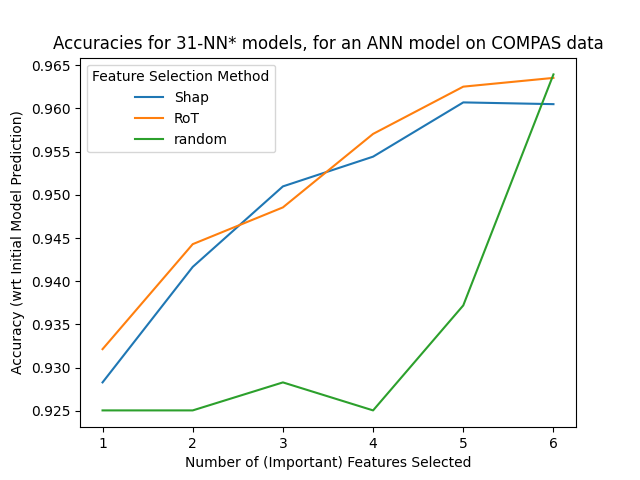 Accuracies for 31-NN* models, for an ANN model on COMPAS data
Feature Selection Method
Shap
RoT
random
0.965
0.960
0.955
0.950
0.945
0.940
0.935
0.930
0.925
Accuracy (wrt Initial Model Prediction)
1 2 3 4 5 6
Number of (Important) Features Selected